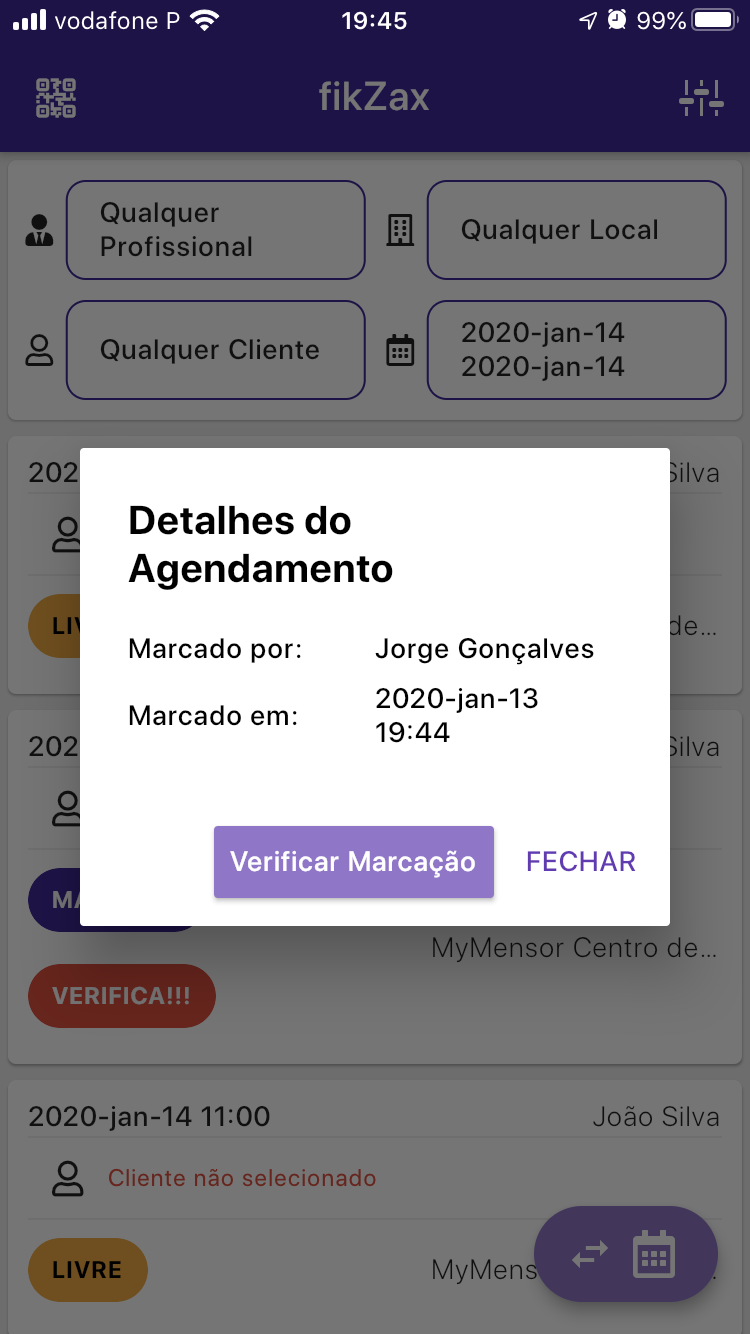 vodafone P 19:45 99%
fikZax
Qualquer
Profissional
Qualquer Local
Qualquer Cliente
2020-jan-14
2020-jan-14
202
Silva
Detalhes do
Agendamento
LIV
de...
Marcado por: Jorge Gonçalves
Marcado em: 2020-jan-13
19:44
202
Silva
Verificar Marcação FECHAR
MA
MyMensor Centro de...
VERIFICA!!!
2020-jan-14 11:00 João Silva
Cliente não selecionado
LIVRE MyMens